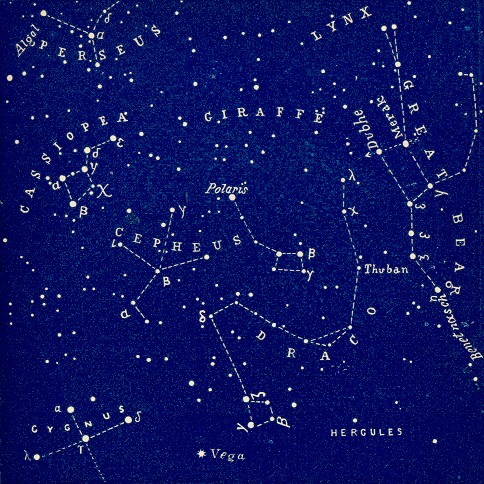 Algol
α
γ
PERSEUS
LYNX
GREAT BEAR
Dubhe
Merak
GIRAFFE
CASSIOPEA
ε
δ
γ
α
χ
β
λ
χ
Polaris
γ
CEPHEUS
ι
β
α
β
γ
Thuban
δ
ε
ξ
η
Benetnasch
δ
DRACO
ξ
γ
β
α
CYGNUS
δ
γ
λ
Vega
HERCULES